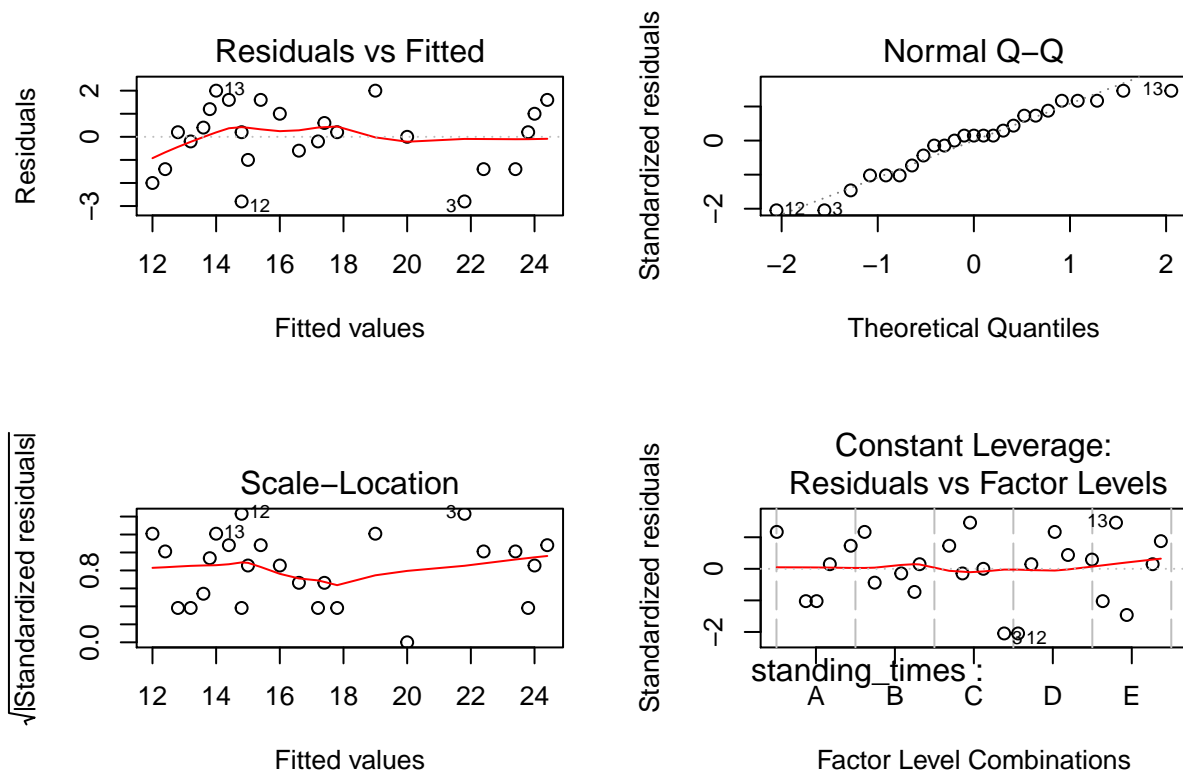 Residuals vs Fitted
Residuals
2
0
−3
13
12
3
12 14 16 18 20 22 24
Fitted values
Normal Q−Q
Standardized residuals
0
−2
13
12
3
−2 −1 0 1 2
Theoretical Quantiles
Scale−Location
√|Standardized residuals|
0.8
0.0
12
3
13
12 14 16 18 20 22 24
Fitted values
Constant Leverage:
Residuals vs Factor Levels
Standardized residuals
0
−2
13
3 12
standing_times :
A B C D E
Factor Level Combinations